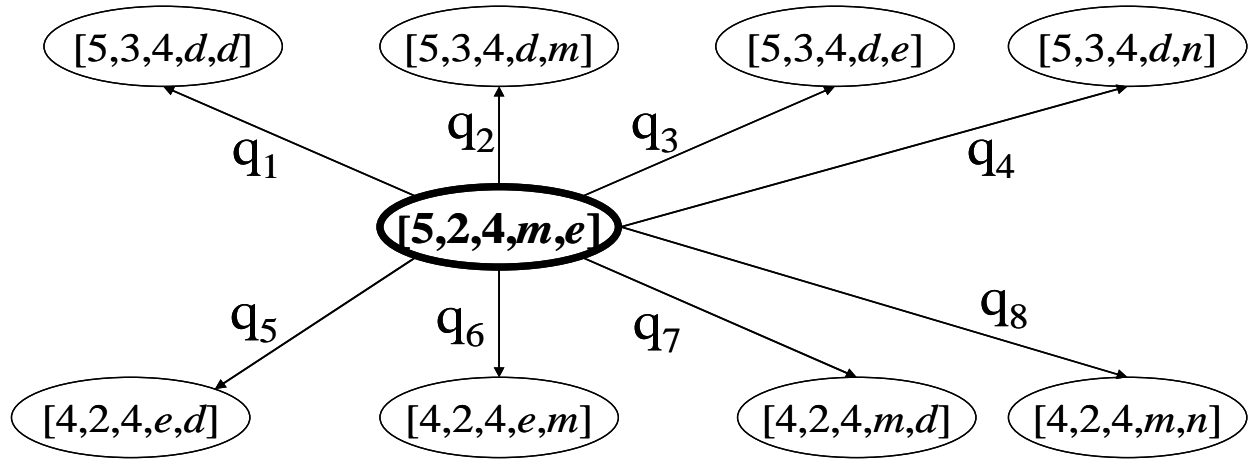 [5,3,4,d,d] [5,3,4,d,m] [5,3,4,d,e] [5,3,4,d,n]
q1 q2 q3 q4
[5,2,4,m,e]
q5 q6 q7 q8
[4,2,4,e,d] [4,2,4,e,m] [4,2,4,m,d] [4,2,4,m,n]